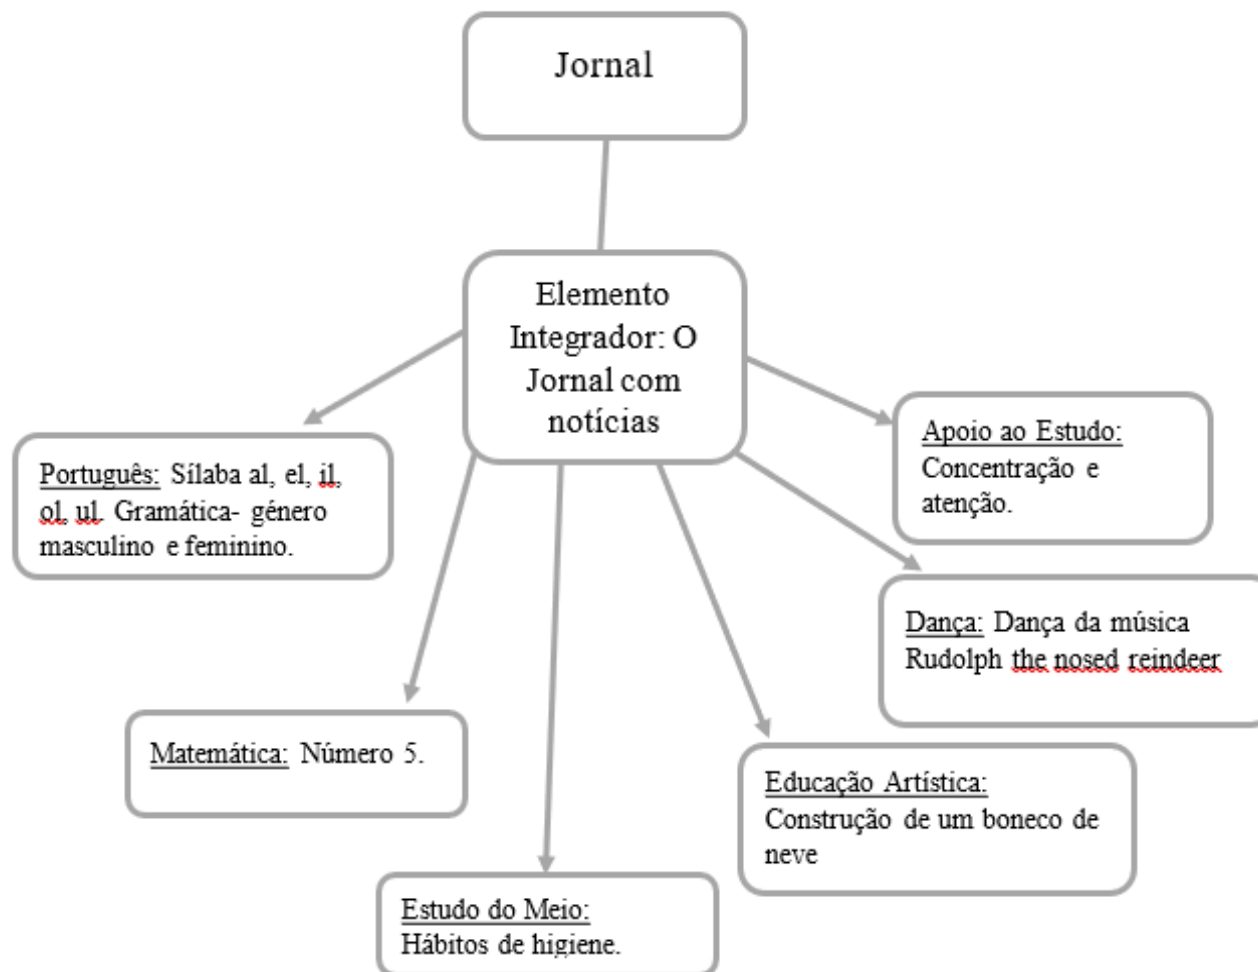 Jornal
Elemento
Integrador: O
Jornal com
notícias
Português: Sílaba al, el, il,
ol, ul. Gramática- género
masculino e feminino.
Apoio ao Estudo:
Concentração e
atenção.
Dança: Dança da música
Rudolph the nosed reindeer
Matemática: Número 5.
Educação Artística:
Construção de um boneco de
neve
Estudo do Meio:
Hábitos de higiene.